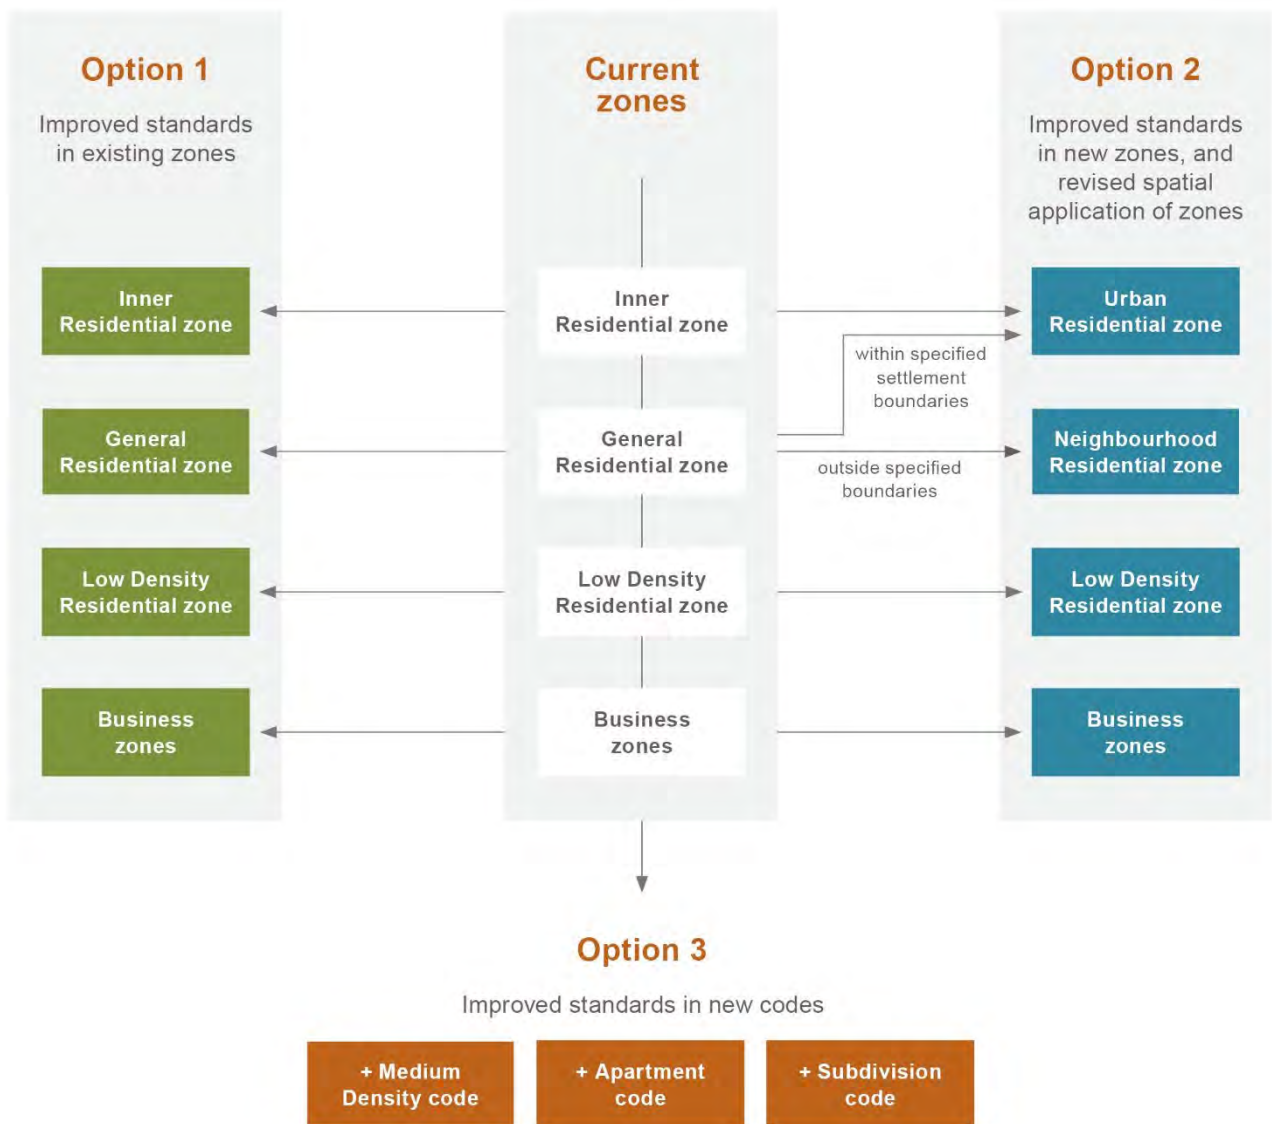 Option 1
Improved standards
in existing zones
Inner
Residential zone
General
Residential zone
Low Density
Residential zone
Business
zones
Current
zones
Inner
Residential zone
General
Residential zone
Low Density
Residential zone
Business
zones
within specified
settlement
boundaries
outside specified
boundaries
Option 2
Improved standards
in new zones, and
revised spatial
application of zones
Urban
Residential zone
Neighbourhood
Residential zone
Low Density
Residential zone
Business
zones
Option 3
Improved standards in new codes
+ Medium
Density code
+ Apartment
code
+ Subdivision
code